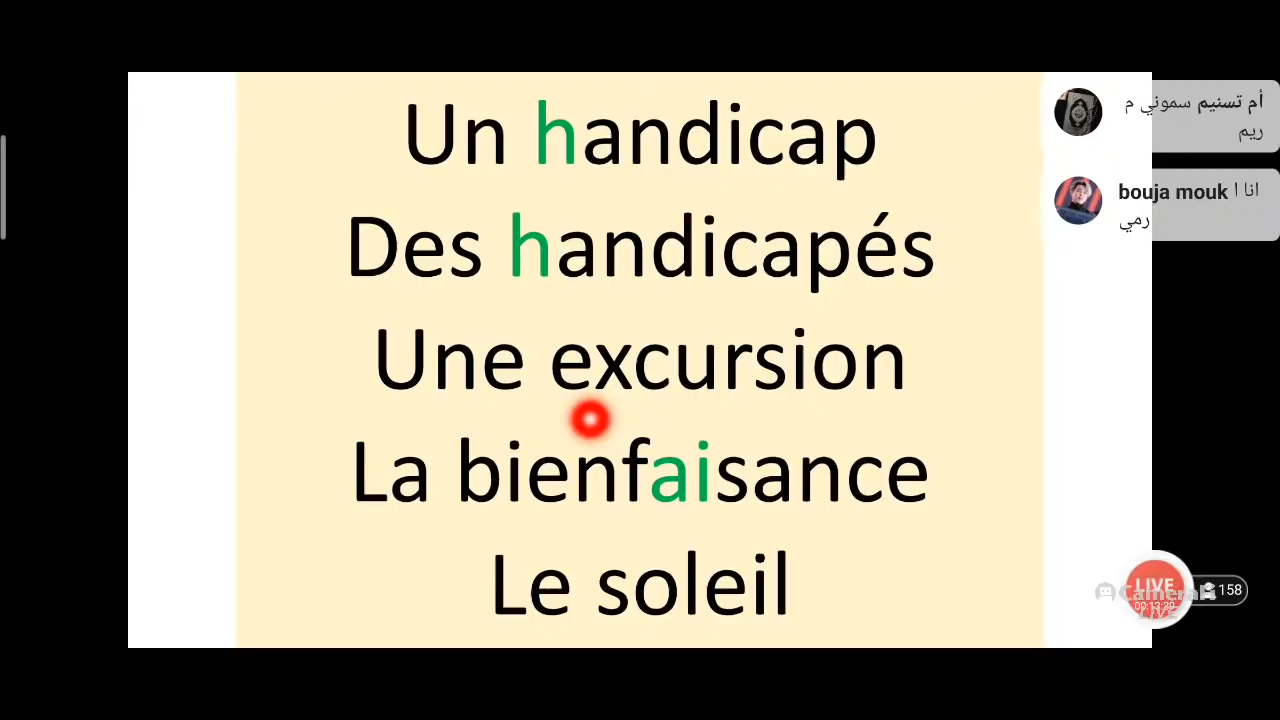 Un handicap
Des handicapés
Une excursion
La bienfaisance
Le soleil
أم تسنيم سموني م
ريم
bouja mouk انا ا
رمي
LIVE
158